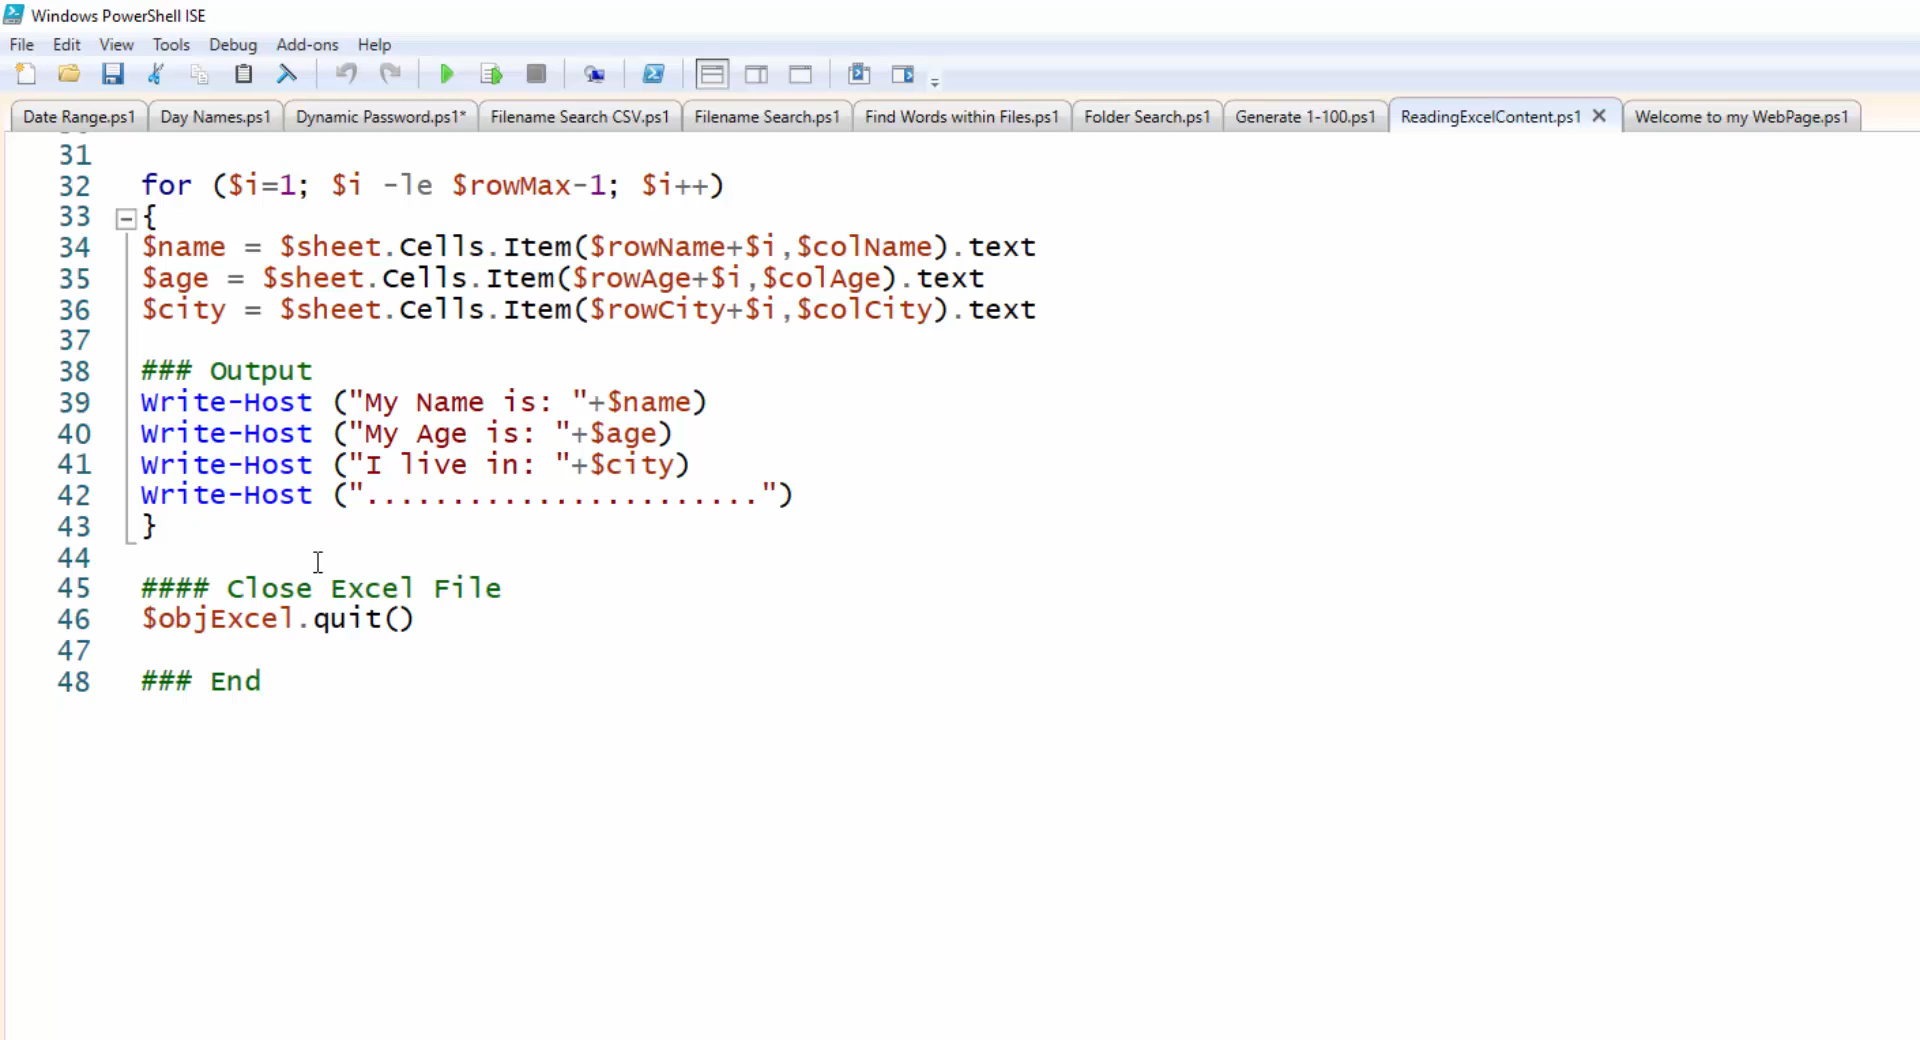 Windows PowerShell ISE
File Edit View Tools Debug Add-ons Help
Date Range.ps1 Day Names.ps1 Dynamic Password.ps1* Filename Search CSV.ps1 Filename Search.ps1 Find Words within Files.ps1 Folder Search.ps1 Generate 1-100.ps1 ReadingExcelContent.ps1 Welcome to my WebPage.ps1
31
32 for ($i=1; $i -le $rowMax-1; $i++)
33 {
34 $name = $sheet.Cells.Item($rowName+$i,$colName).text
35 $age = $sheet.Cells.Item($rowAge+$i,$colAge).text
36 $city = $sheet.Cells.Item($rowCity+$i,$colCity).text
37
38 ### Output
39 Write-Host ("My Name is: "+$name)
40 Write-Host ("My Age is: "+$age)
41 Write-Host ("I live in: "+$city)
42 Write-Host (".......................")
43 }
44
45 #### Close Excel File
46 $objExcel.quit()
47
48 ### End